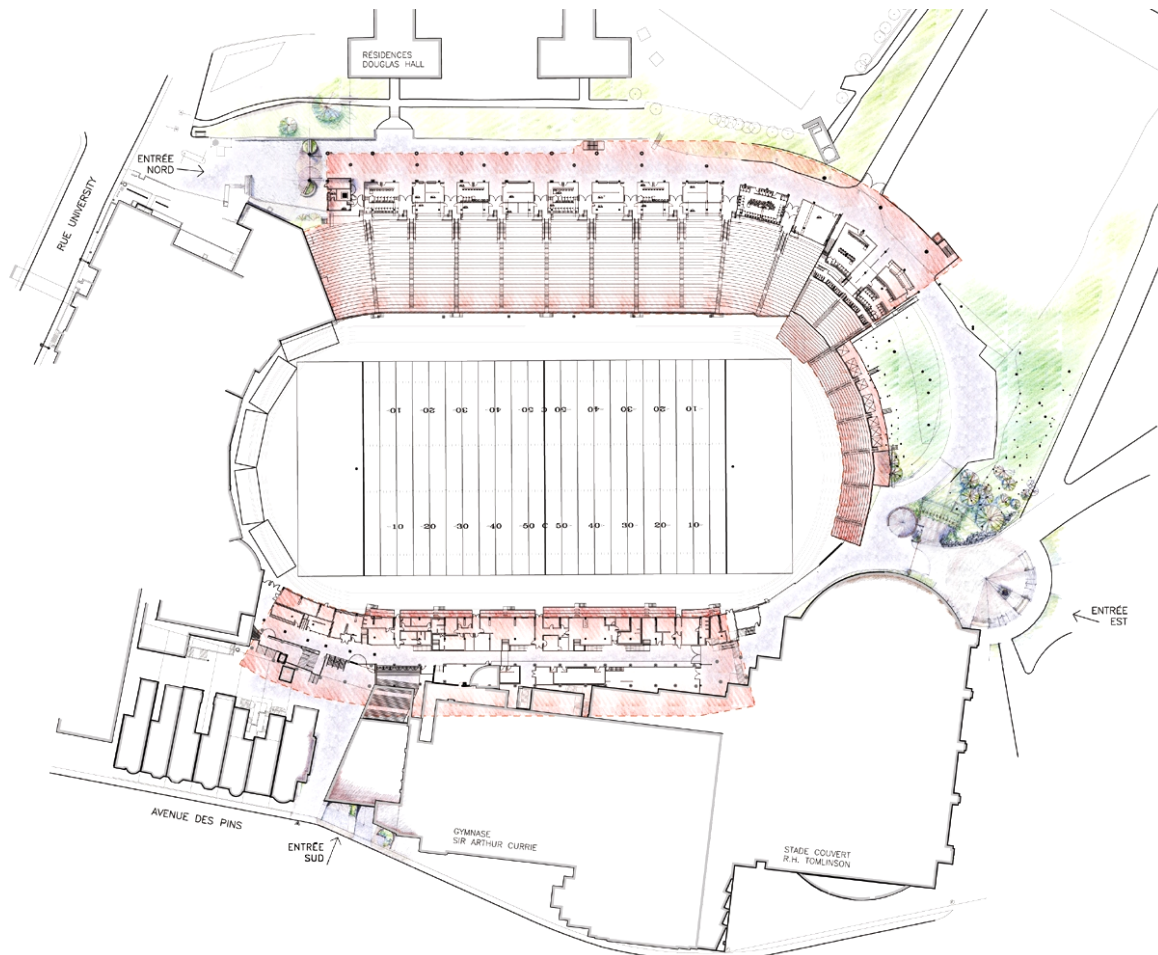 RÉSIDENCES
DOUGLAS HALL
ENTRÉE
NORD
RUE UNIVERSITY
10 20 30 40 50 C 50 40 30 20 10
10 20 30 40 50 C 50 40 30 20 10
ENTRÉE
EST
AVENUE DES PINS
ENTRÉE
SUD
GYMNASE
SIR ARTHUR CURRIE
STADE COUVERT
R.H. TOMLINSON